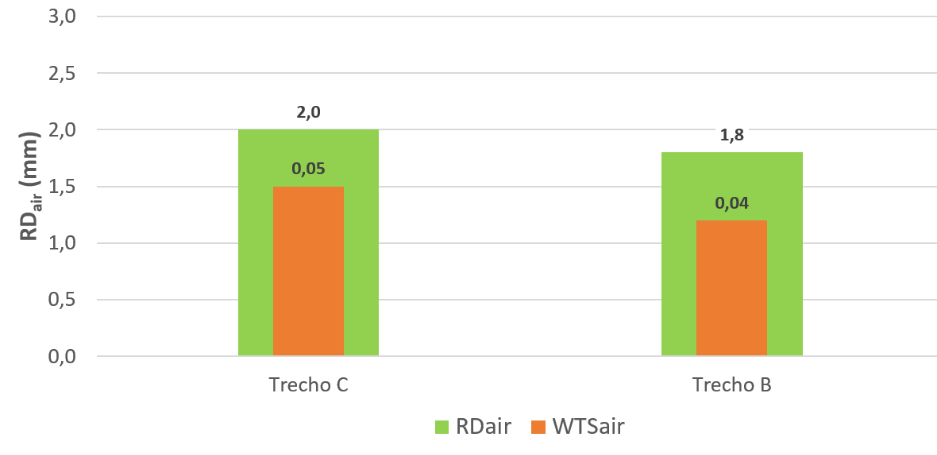 3,0
2,5
2,0
1,5
1,0
0,5
0,0
RDair (mm)
2,0
0,05
1,8
0,04
Trecho C
Trecho B
RDair
WTSair